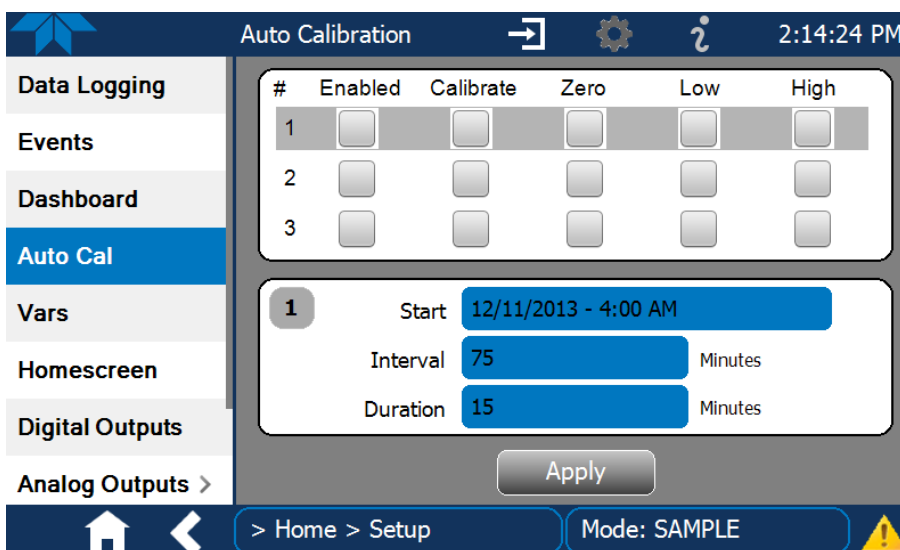 Auto Calibration 2:14:24 PM
Data Logging
Events
Dashboard
Auto Cal
Vars
Homescreen
Digital Outputs
Analog Outputs >
# Enabled Calibrate Zero Low High
1
2
3
1
Start 12/11/2013 - 4:00 AM
Interval 75 Minutes
Duration 15 Minutes
Apply
> Home > Setup Mode: SAMPLE